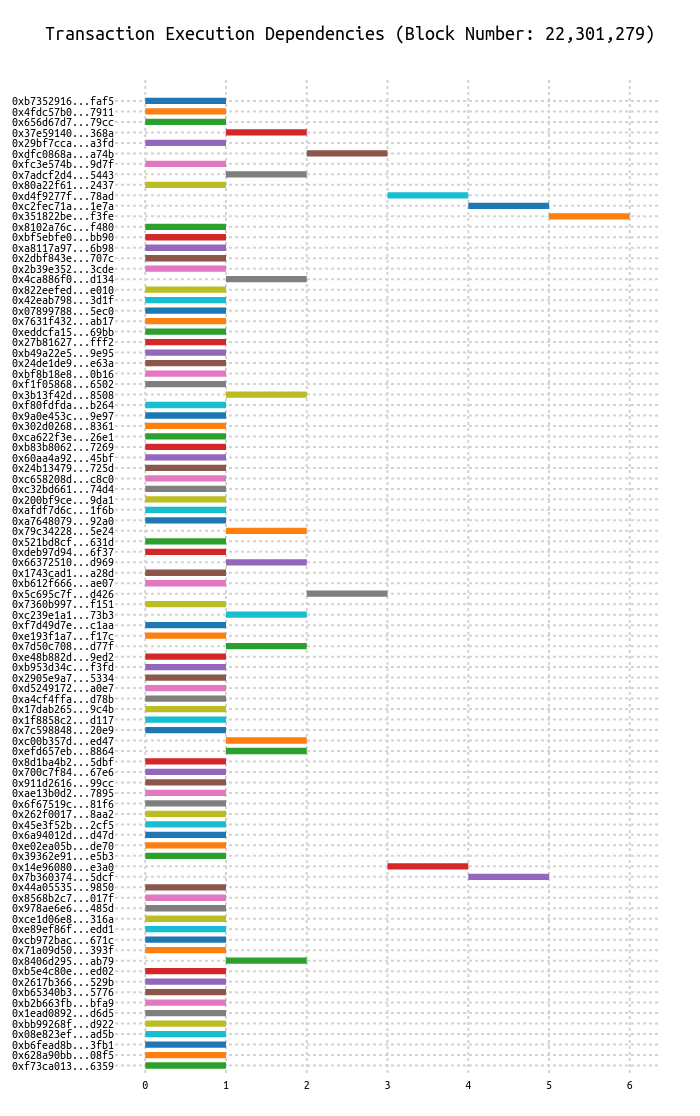 Transaction Execution Dependencies (Block Number: 22,301,279)
0xb7352916...faf5
0x4fdc57b0...7911
0x656d67d7...79cc
0x37e59140...368a
0x29bf7cca...a3fd
0xdfc0868a...a74b
0xfc3e574b...9d7f
0x7adcf2d4...5443
0x80a22f61...2437
0xd4f9277f...78ad
0xc2fec71a...1e7a
0x351822be...f3fe
0x8102a76c...f480
0xbf5ebfe0...bb90
0xa8117a97...6b98
0x2dbf843e...707c
0x2b39e352...3cde
0x4ca886f0...d134
0x822eefed...e010
0x42eab798...3d1f
0x07899788...5ec0
0x7631f432...ab17
0xeddcfa15...69bb
0x27b81627...fff2
0xb49a22e5...9e95
0x24de1de9...e63a
0xbf8b18e8...0b16
0xf1f05868...6502
0x3b13f42d...8508
0xf80fdfda...b264
0x9a0e453c...9e97
0x302d0268...8361
0xca622f3e...26e1
0xb83b8062...7269
0x60aa4a92...45bf
0x24b13479...725d
0xc658208d...c8c0
0xc32bd661...74d4
0x200bf9ce...9da1
0xafdf7d6c...1f6b
0xa7648079...92a0
0x79c34228...5e24
0x521bd8cf...631d
0xdeb97d94...6f37
0x66372510...d969
0x1743cad1...a28d
0xb612f666...ae07
0x5c695c7f...d426
0x7360b997...f151
0xc239e1a1...73b3
0xf7d49d7e...c1aa
0xe193f1a7...f17c
0x7d50c708...d77f
0xe48b882d...9ed2
0xb953d34c...f3fd
0x2905e9a7...5334
0xd5249172...a0e7
0xa4cf4ffa...d78b
0x17dab265...9c4b
0x1f8858c2...d117
0x7c598848...20e9
0xc00b357d...ed47
0xefd657eb...8864
0x8d1ba4b2...5dbf
0x700c7f84...67e6
0x911d2616...99cc
0xae13b0d2...7895
0x6f67519c...81f6
0x262f0017...8aa2
0x45e3f52b...2cf5
0x6a94012d...d47d
0xe02ea05b...de70
0x39362e91...e5b3
0x14e96080...e3a0
0x7b360374...5dcf
0x44a05535...9850
0x8568b2c7...017f
0x978ae6e6...485d
0xce1d06e8...316a
0xe89ef86f...edd1
0xcb972bac...671c
0x71a09d50...393f
0x8406d295...ab79
0xb5e4c80e...ed02
0x2617b366...529b
0xb65340b3...5776
0xb2b663fb...bfa9
0x1ead0892...d6d5
0xbb99268f...d922
0x08e823ef...ad5b
0xb6fead8b...3fb1
0x628a90bb...08f5
0xf73ca013...6359
0 1 2 3 4 5 6